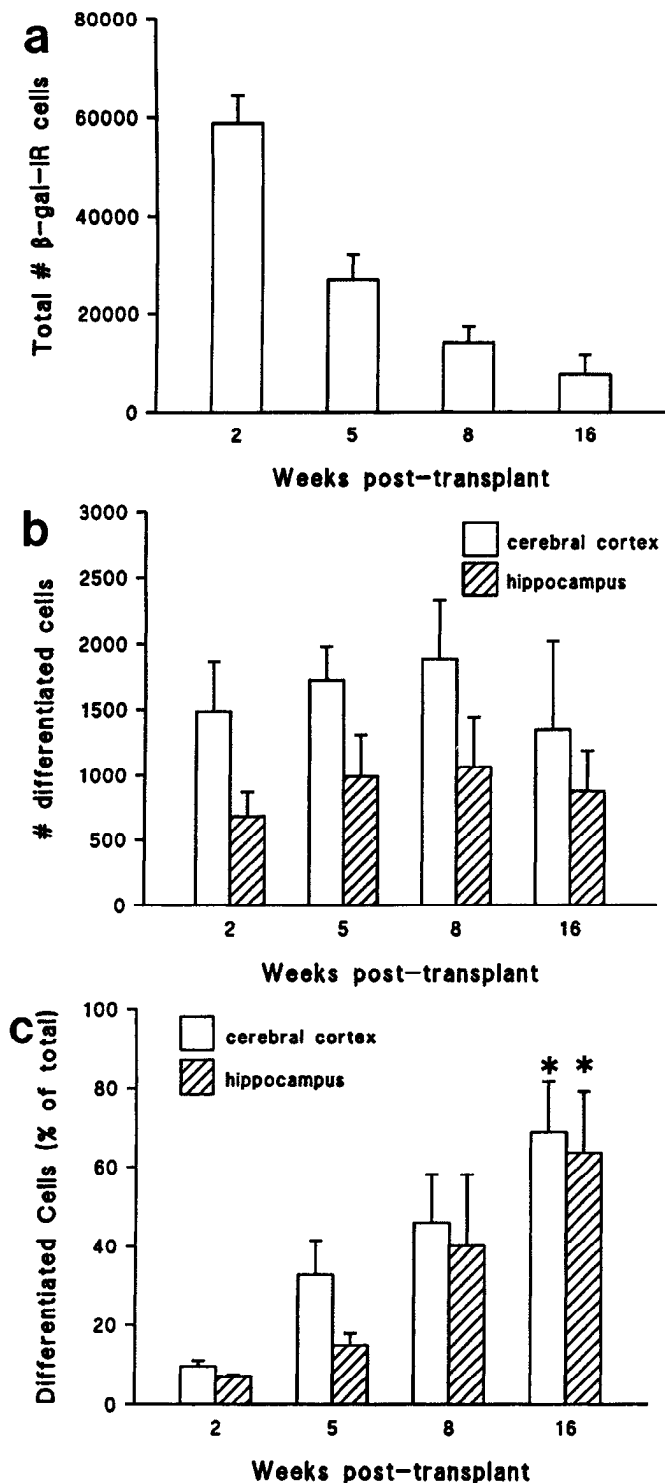 a
Total # β-gal-IR cells
80000
60000
40000
20000
0
2 5 8 16
Weeks post-transplant
b
# differentiated cells
3000
2500
2000
1500
1000
500
0
cerebral cortex
hippocampus
2 5 8 16
Weeks post-transplant
c
Differentiated Cells (% of total)
100
80
60
40
20
0
cerebral cortex
hippocampus
* *
2 5 8 16
Weeks post-transplant